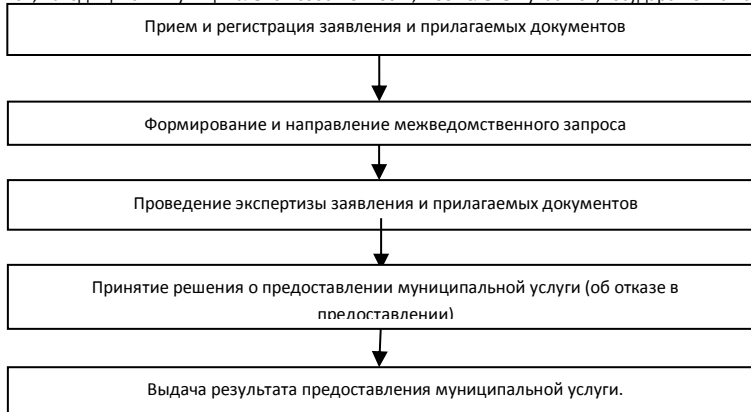 Прием и регистрация заявления и прилагаемых документов
Формирование и направление межведомственного запроса
Проведение экспертизы заявления и прилагаемых документов
Принятие решения о предоставлении муниципальной услуги (об отказе в
предоставлении)
Выдача результата предоставления муниципальной услуги.